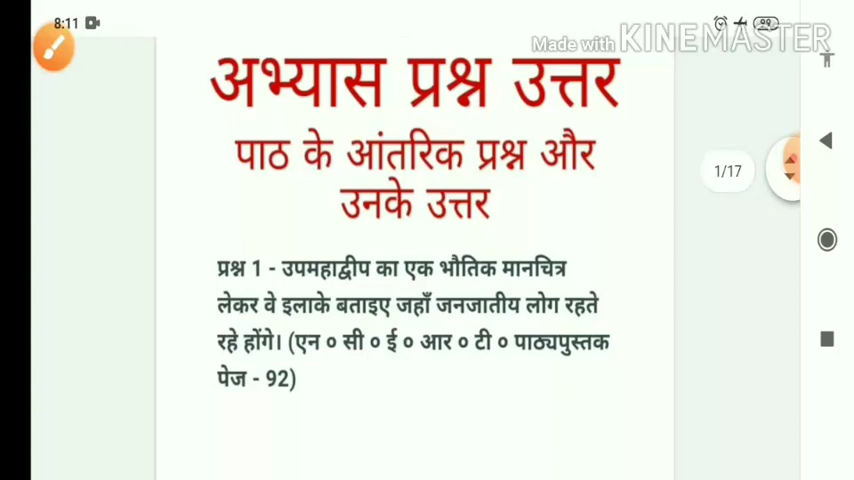 8:11
Made with KINEMASTER
अभ्यास प्रश्न उत्तर
पाठ के आंतरिक प्रश्न और
उनके उत्तर
1/17
प्रश्न 1 - उपमहाद्वीप का एक भौतिक मानचित्र
लेकर वे इलाके बताइए जहाँ जनजातीय लोग रहते
रहे होंगे। (एन ० सी ० ई ० आर ० टी ० पाठ्यपुस्तक
पेज - 92)